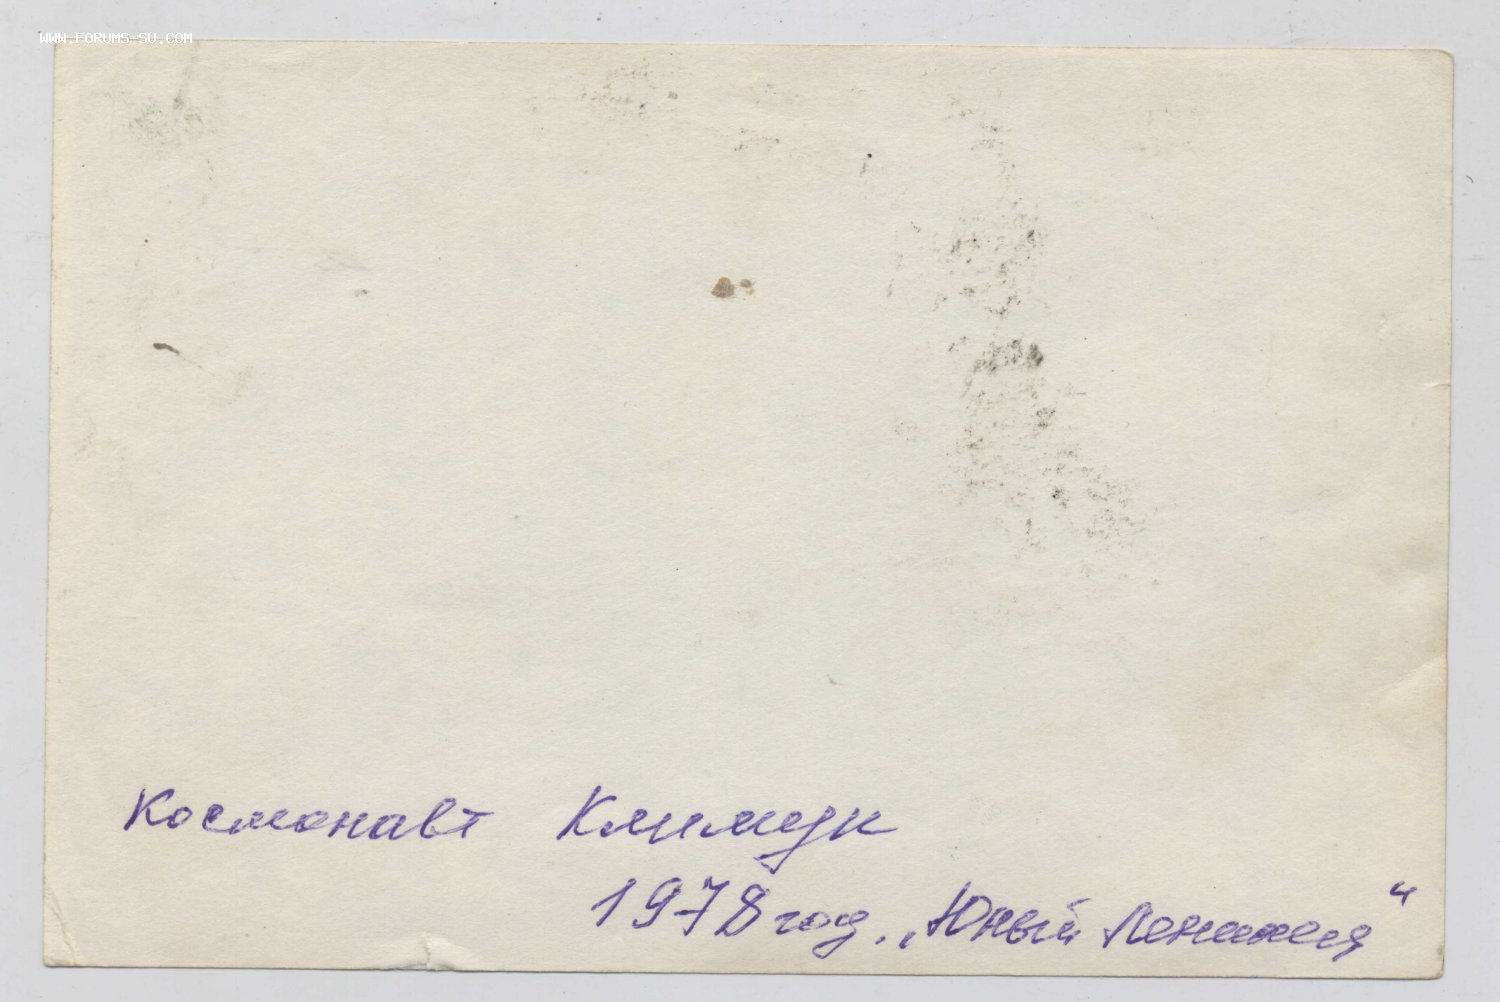 WWW.FORUMS-SU.COM
Космонавт Климук
1978 год. „Юный Ленинец“